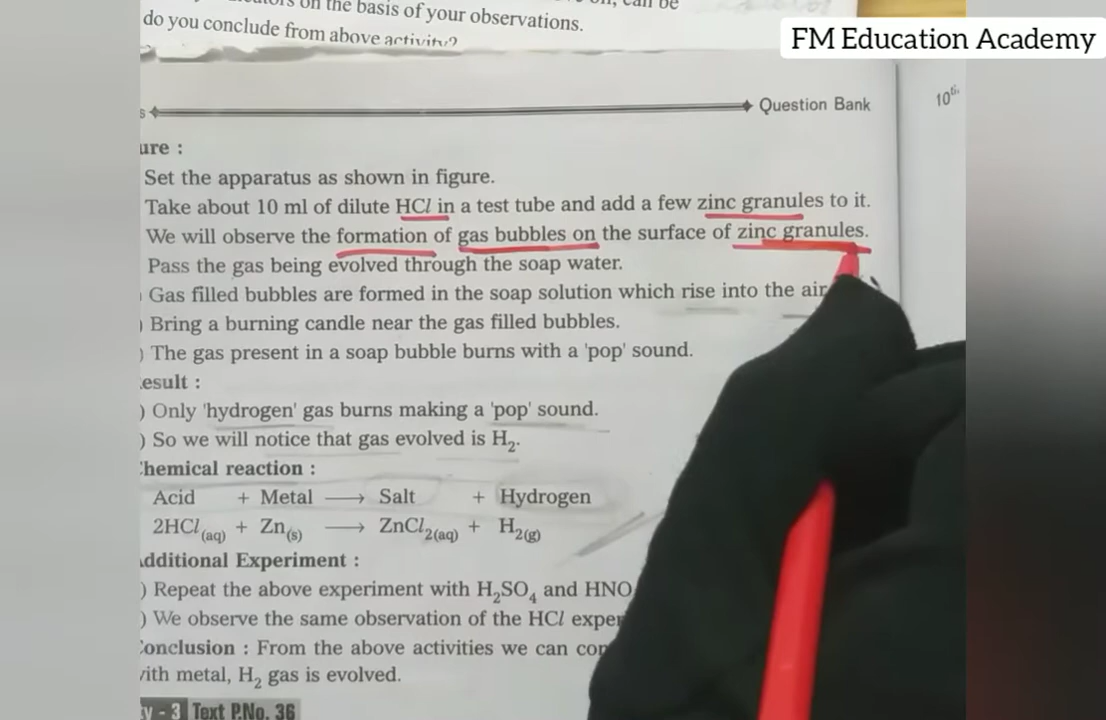 on the basis of your observations.
do you conclude from above activity?
FM Education Academy
Question Bank
10th
ure :
Set the apparatus as shown in figure.
Take about 10 ml of dilute HCl in a test tube and add a few zinc granules to it.
We will observe the formation of gas bubbles on the surface of zinc granules.
Pass the gas being evolved through the soap water.
Gas filled bubbles are formed in the soap solution which rise into the air
) Bring a burning candle near the gas filled bubbles.
) The gas present in a soap bubble burns with a 'pop' sound.
esult :
) Only 'hydrogen' gas burns making a 'pop' sound.
) So we will notice that gas evolved is H₂.
hemical reaction :
Acid + Metal ⟶ Salt + Hydrogen
2HCl(aq) + Zn(s) ⟶ ZnCl₂(aq) + H₂(g)
dditional Experiment :
) Repeat the above experiment with H₂SO₄ and HNO
) We observe the same observation of the HCl exper
onclusion : From the above activities we can con
ith metal, H₂ gas is evolved.
y - 3 Text P.No. 36